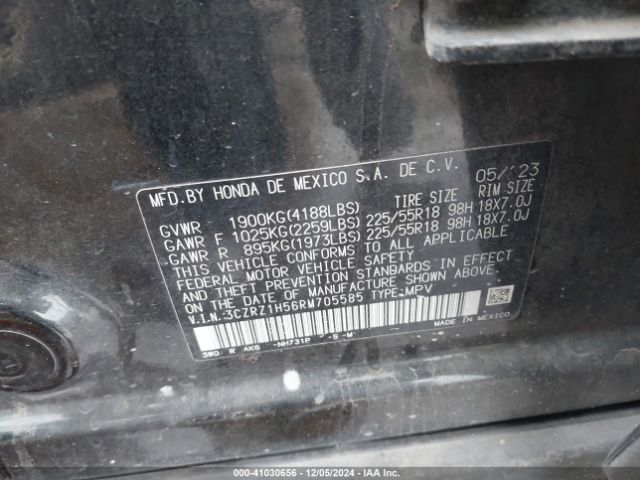 MFD.BY HONDA DE MEXICO S.A. DE C.V. 05/23
TIRE SIZE RIM SIZE
GVWR 1900KG(4188LBS)
GAWR F 1025KG(2259LBS) 225/55R18 98H 18X7.0J
GAWR R 895KG(1973LBS) 225/55R18 98H 18X7.0J
THIS VEHICLE CONFORMS TO ALL APPLICABLE
FEDERAL MOTOR VEHICLE SAFETY
AND THEFT PREVENTION STANDARDS IN EFFECT
ON THE DATE OF MANUFACTURE SHOWN ABOVE.
V.I.N.3CZRZ1H56RM705585 TYPE:MPV
MADE IN MEXICO
3W0 R AKS NH731P -B -M
000-41030656 — 12/05/2024 — IAA Inc.